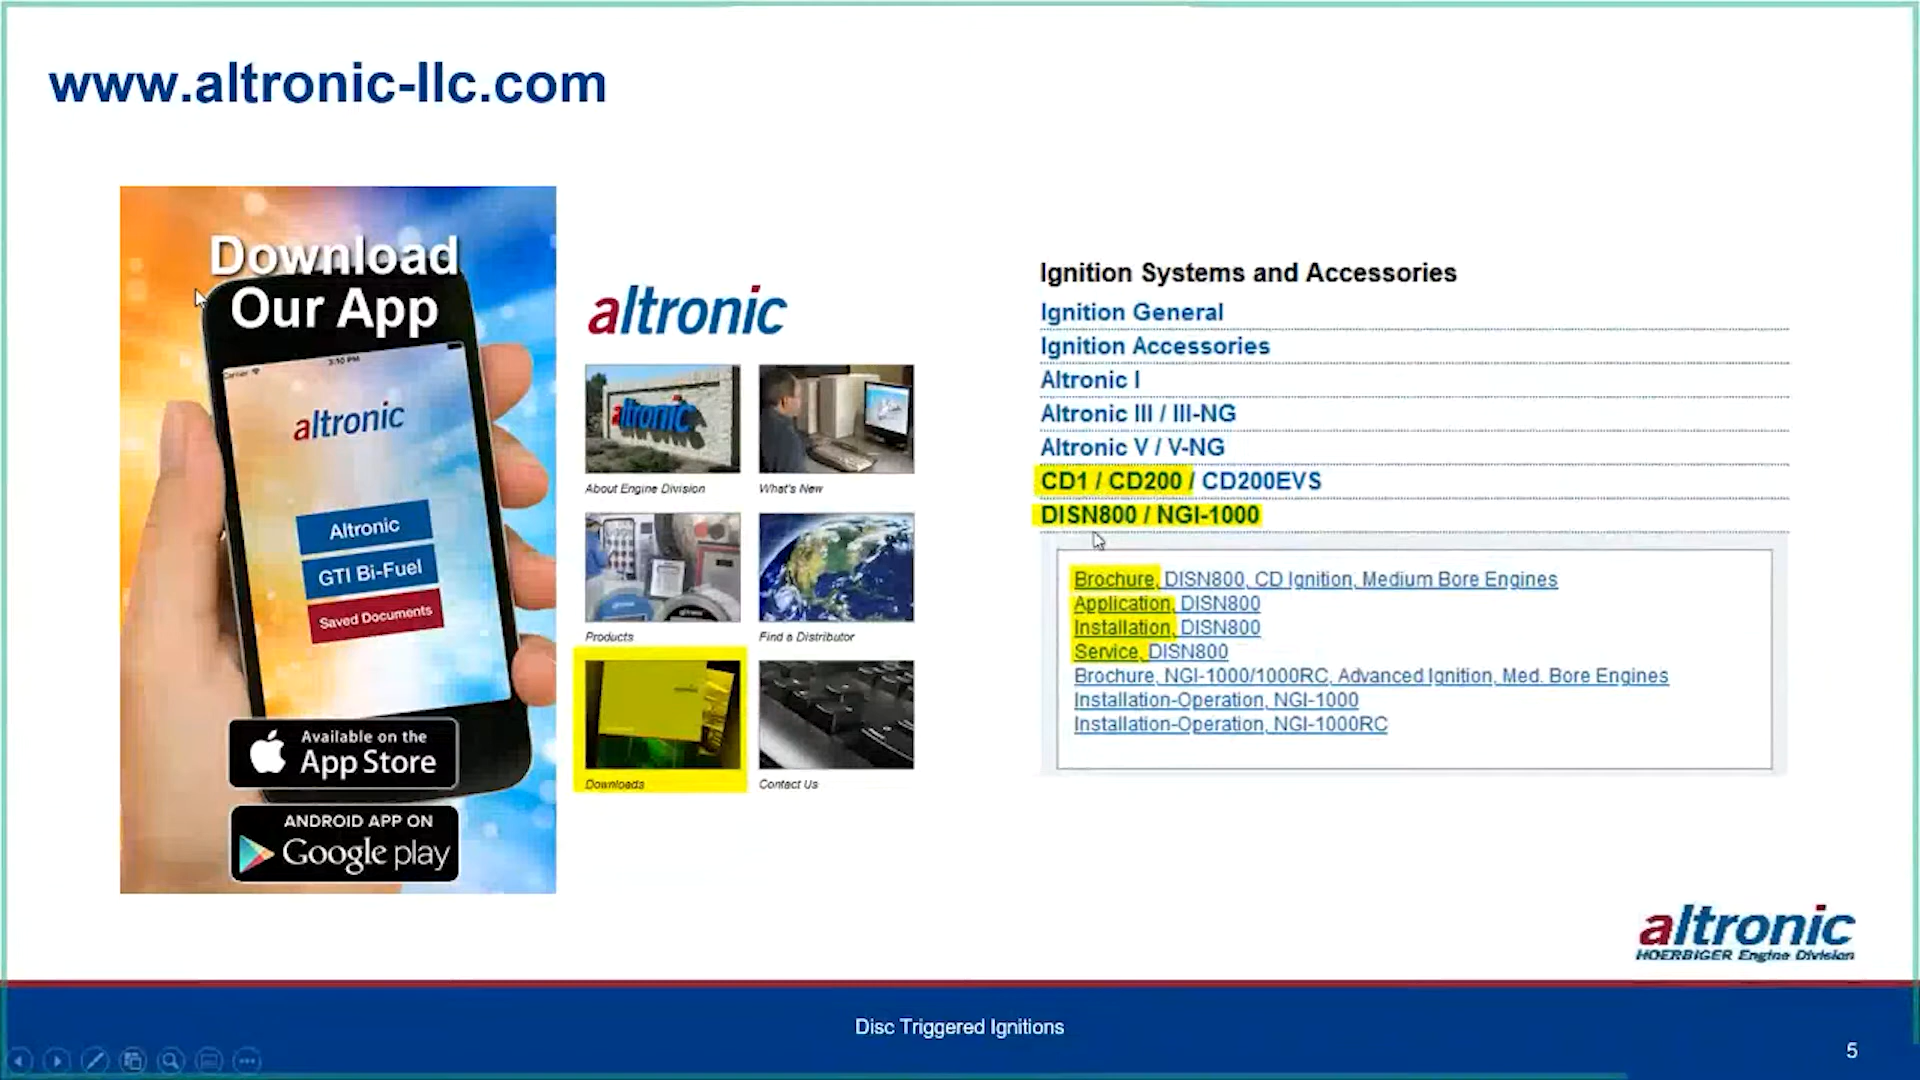 www.altronic-llc.com
Download
Our App
Carrier
3:10 PM
altronic
Altronic
GTI Bi-Fuel
Saved Documents
Available on the
App Store
ANDROID APP ON
Google play
altronic
altronic
About Engine Division
What's New
Products
Find a Distributor
Downloads
Contact Us
Ignition Systems and Accessories
Ignition General
Ignition Accessories
Altronic I
Altronic III / III-NG
Altronic V / V-NG
CD1 / CD200 / CD200EVS
DISN800 / NGI-1000
Brochure, DISN800, CD Ignition, Medium Bore Engines
Application, DISN800
Installation, DISN800
Service, DISN800
Brochure, NGI-1000/1000RC, Advanced Ignition, Med. Bore Engines
Installation-Operation, NGI-1000
Installation-Operation, NGI-1000RC
altronic
HOERBIGER Engine Division
Disc Triggered Ignitions
5